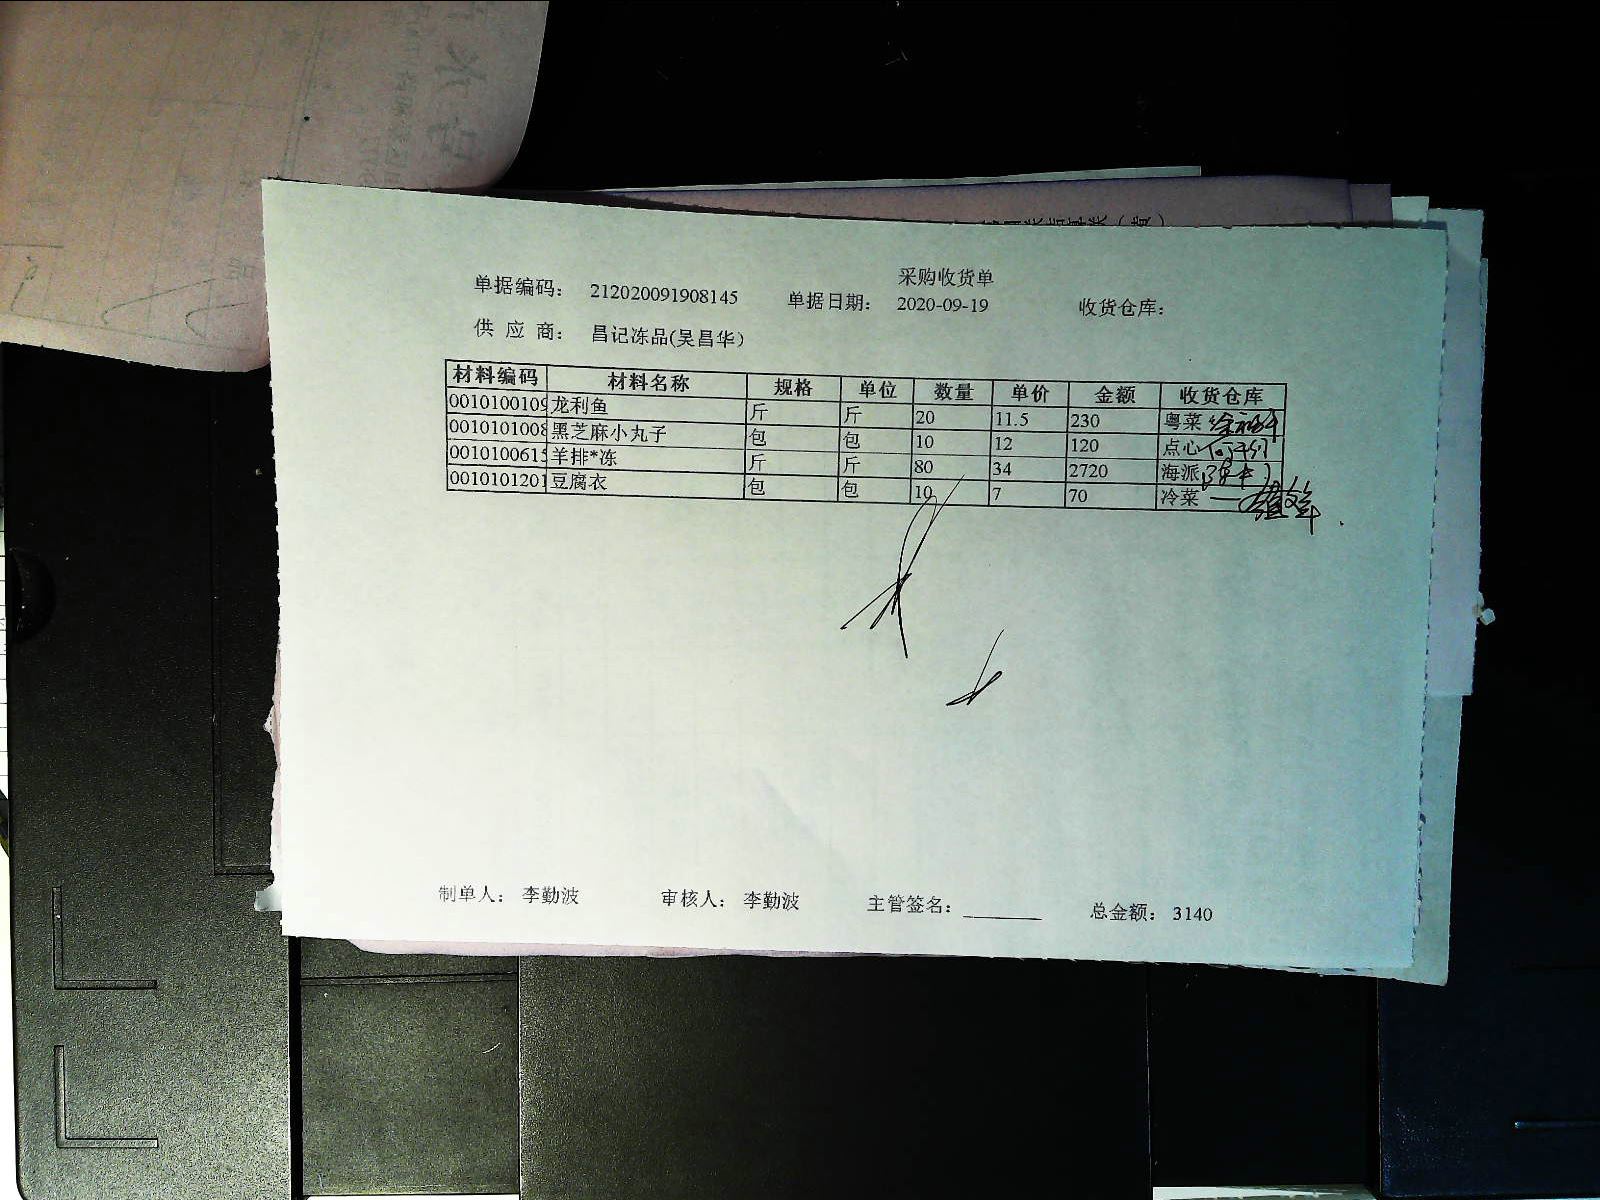 采购收货单
单据编码： 212020091908145 单据日期： 2020-09-19 收货仓库：
供 应 商： 昌记冻品(吴昌华)
材料编码 材料名称 规格 单位 数量 单价 金额 收货仓库
001010010 龙利鱼 斤 斤 20 11.5 230 粤菜
0010101008 黑芝麻小丸子 包 包 10 12 120 点心
001010061 羊排*冻 斤 斤 80 34 2720 海派
0010101201 豆腐衣 包 包 10 7 70 冷菜
制单人： 李勤波 审核人： 李勤波 主管签名： 总金额： 3140